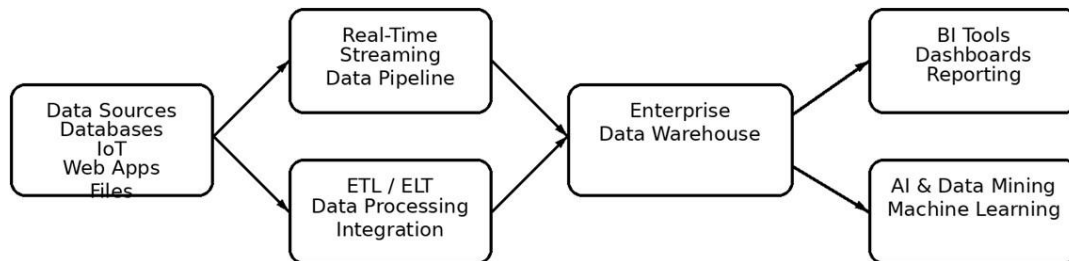 Data Sources
Databases
IoT
Web Apps
Files
Real-Time
Streaming
Data Pipeline
ETL / ELT
Data Processing
Integration
Enterprise
Data Warehouse
BI Tools
Dashboards
Reporting
AI & Data Mining
Machine Learning